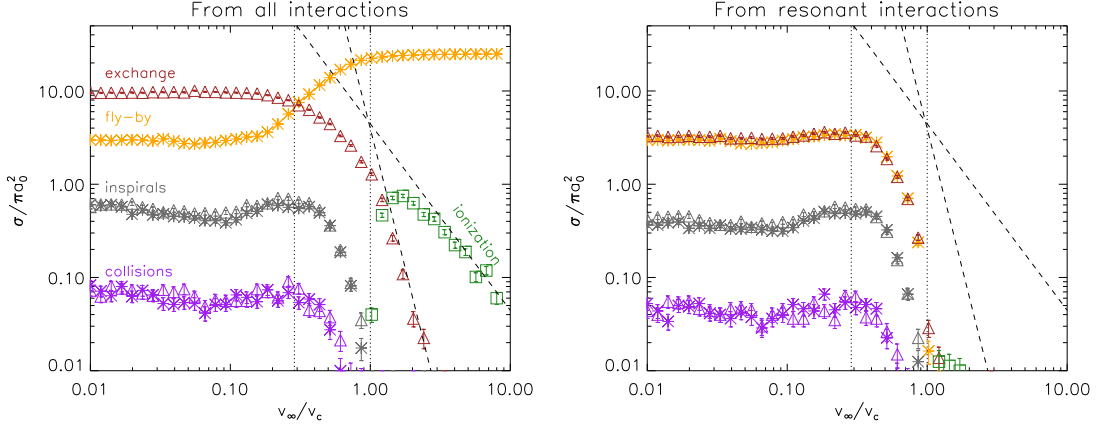 From all interactions
σ/πa₀²
10.00
1.00
0.10
0.01
exchange
fly–by
inspirals
collisions
ionization
0.01 0.10 1.00 10.00
v∞/vc
From resonant interactions
σ/πa₀²
10.00
1.00
0.10
0.01
0.01 0.10 1.00 10.00
v∞/vc